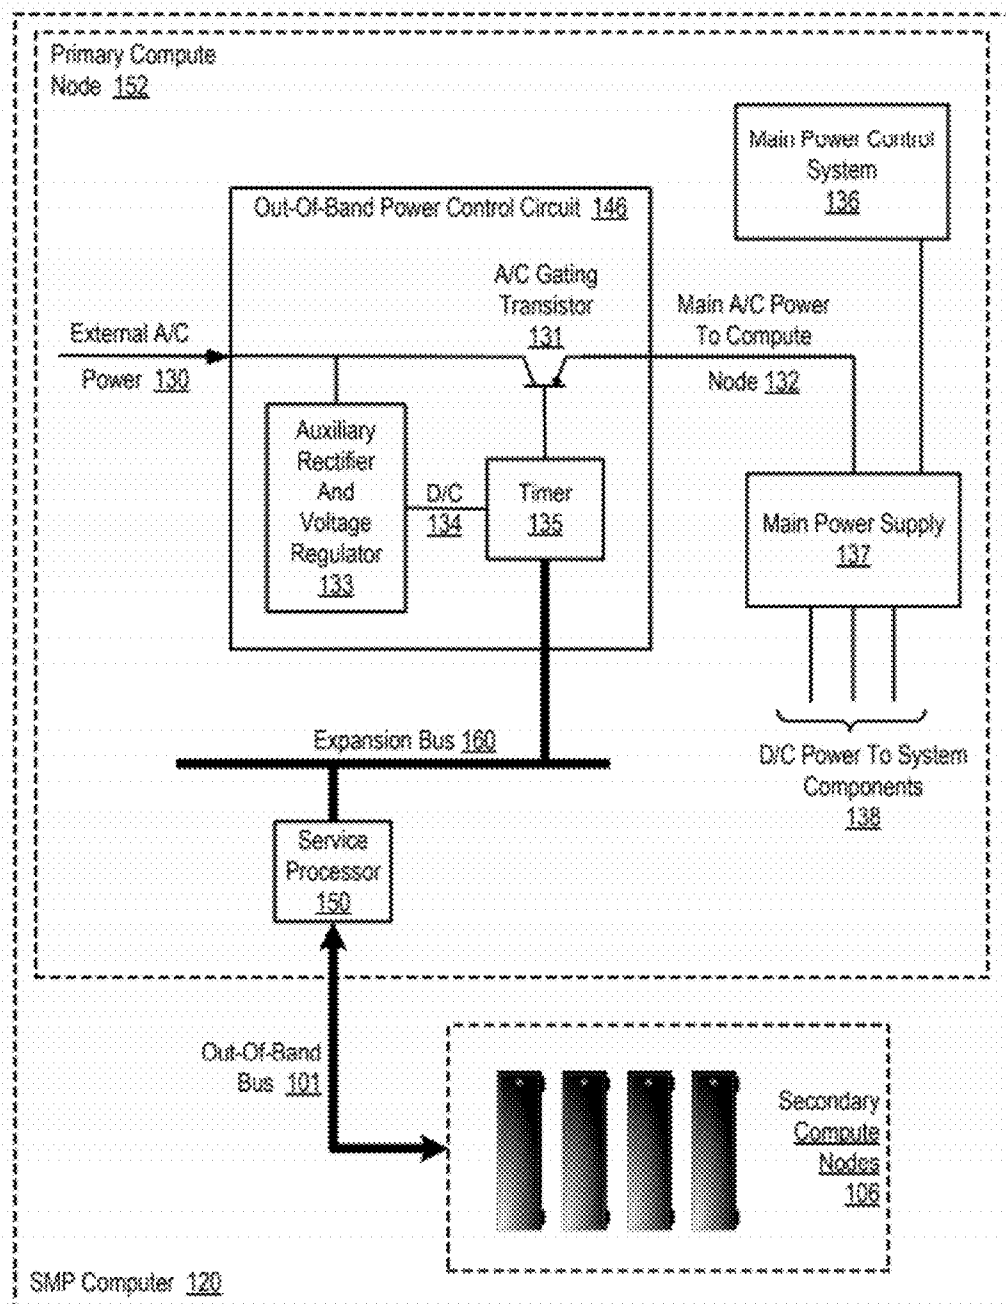 Primary Compute
Node 152
Main Power Control
System
136
Out-Of-Band Power Control Circuit 146
A/C Gating
Transistor
131
Main A/C Power
To Compute
Node 132
External A/C
Power 130
Auxiliary
Rectifier
And
Voltage
Regulator
133
D/C
134
Timer
135
Main Power Supply
137
Expansion Bus 160
D/C Power To System
Components
138
Service
Processor
150
Out-Of-Band
Bus 101
Secondary
Compute
Nodes
106
SMP Computer 120